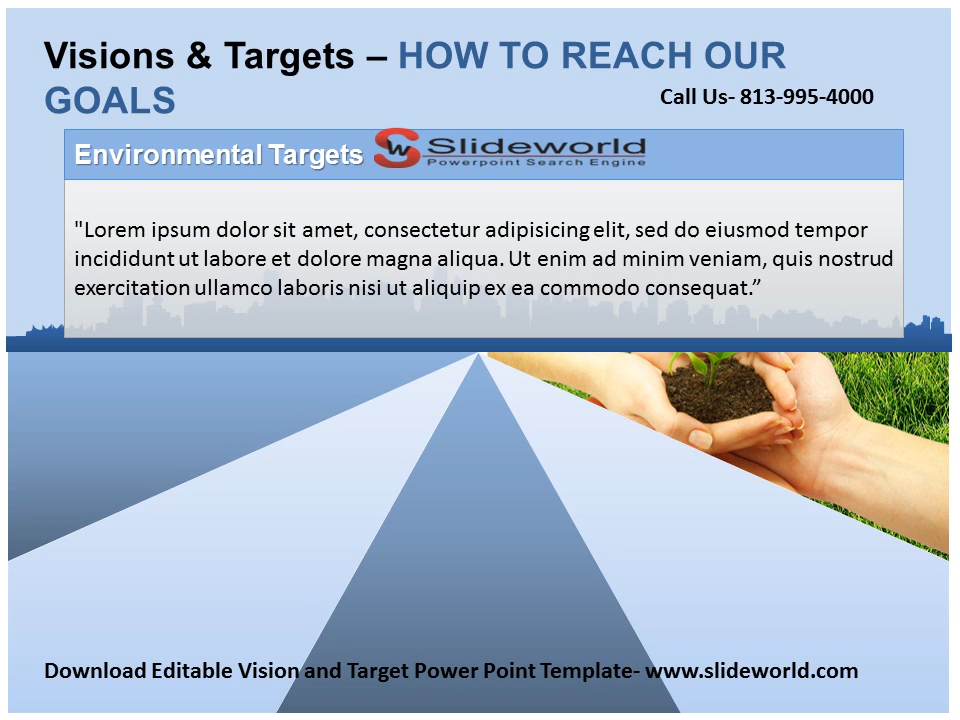 Visions & Targets – HOW TO REACH OUR
GOALS
Call Us- 813-995-4000
Environmental Targets
SW Slideworld
Powerpoint Search Engine
"Lorem ipsum dolor sit amet, consectetur adipisicing elit, sed do eiusmod tempor
incididunt ut labore et dolore magna aliqua. Ut enim ad minim veniam, quis nostrud
exercitation ullamco laboris nisi ut aliquip ex ea commodo consequat.”
Download Editable Vision and Target Power Point Template- www.slideworld.com